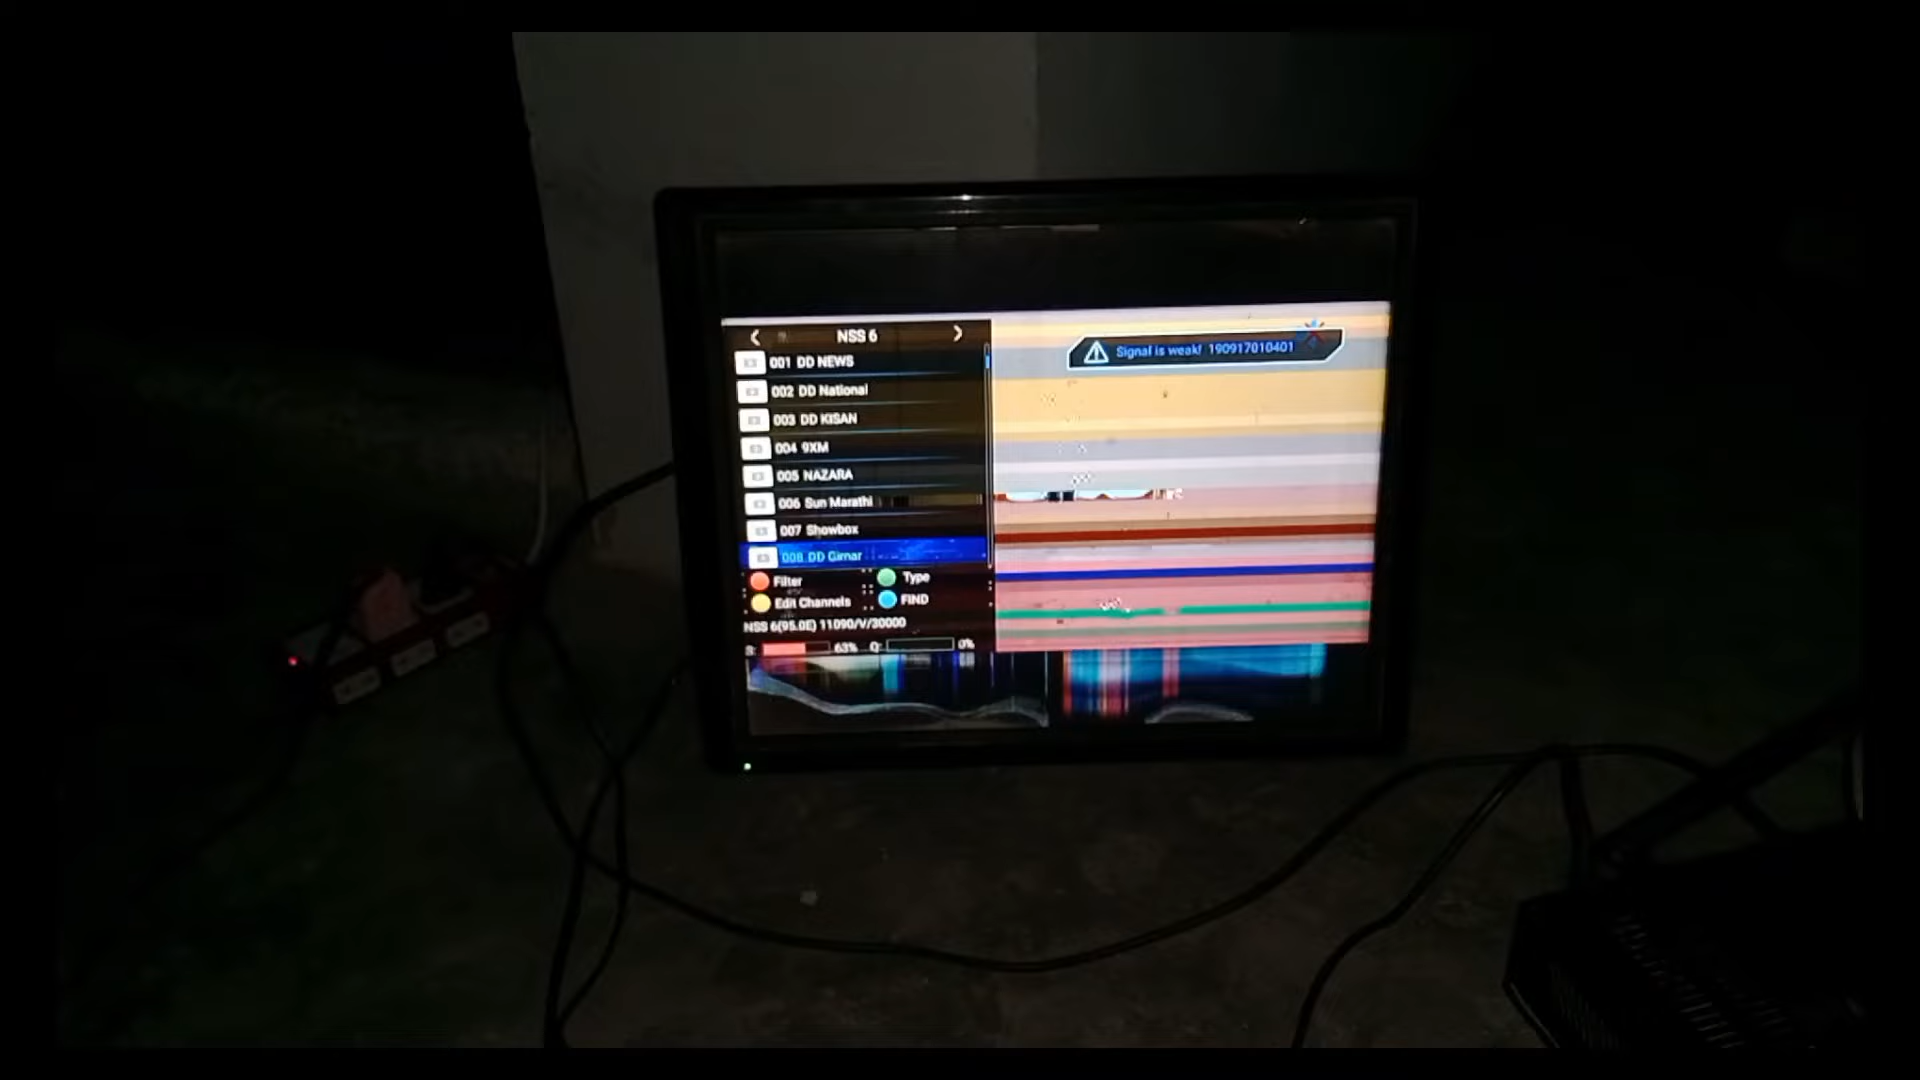 NSS 6
001 DD NEWS
002 DD National
003 DD KISAN
004 9XM
005 NAZARA
006 Sun Marathi
007 Showbox
008 DD Girnar
Filter
Type
Edit Channels
FIND
NSS 6(95.0E) 11090/V/30000
S: 63% Q: 0%
Signal is weak! 190917010401